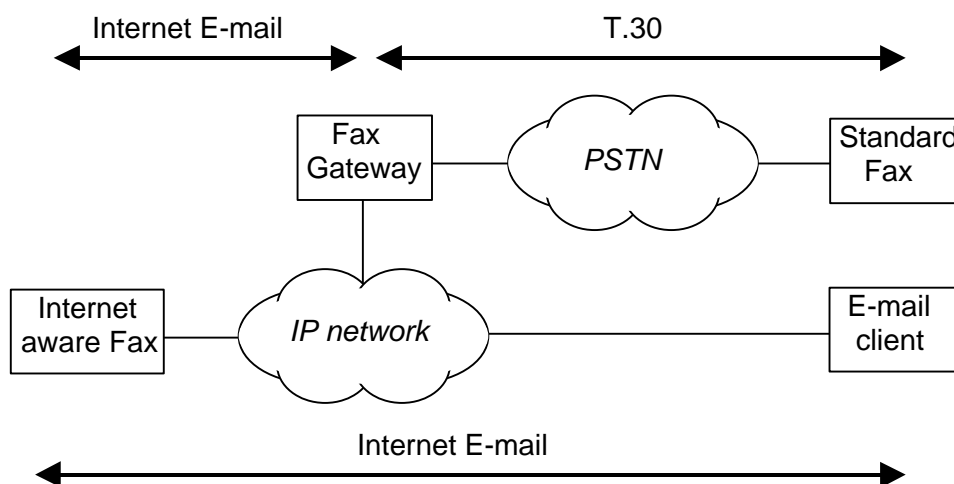 Internet E-mail
T.30
Fax
Gateway
PSTN
Standard
Fax
Internet
aware Fax
IP network
E-mail
client
Internet E-mail